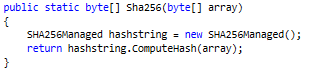 public static byte[] Sha256(byte[] array)
{
    SHA256Managed hashstring = new SHA256Managed();
    return hashstring.ComputeHash(array);
}